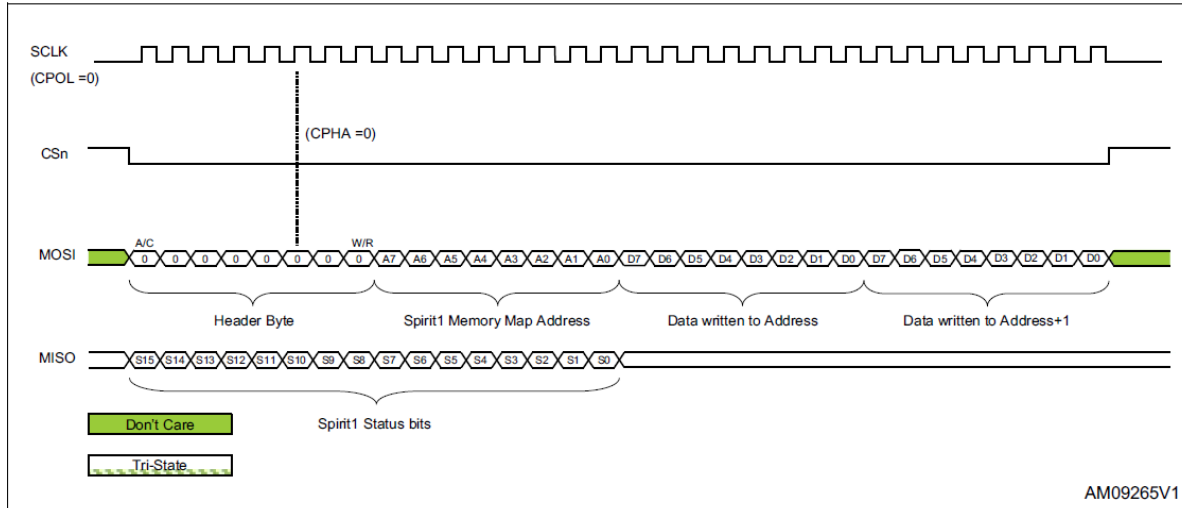 SCLK
(CPOL =0)
(CPHA =0)
CSn
A/C W/R
MOSI 0 0 0 0 0 0 0 0 A7 A6 A5 A4 A3 A2 A1 A0 D7 D6 D5 D4 D3 D2 D1 D0 D7 D6 D5 D4 D3 D2 D1 D0
Header Byte Spirit1 Memory Map Address Data written to Address Data written to Address+1
MISO S15 S14 S13 S12 S11 S10 S9 S8 S7 S6 S5 S4 S3 S2 S1 S0
Don't Care Spirit1 Status bits
Tri-State
AM09265V1